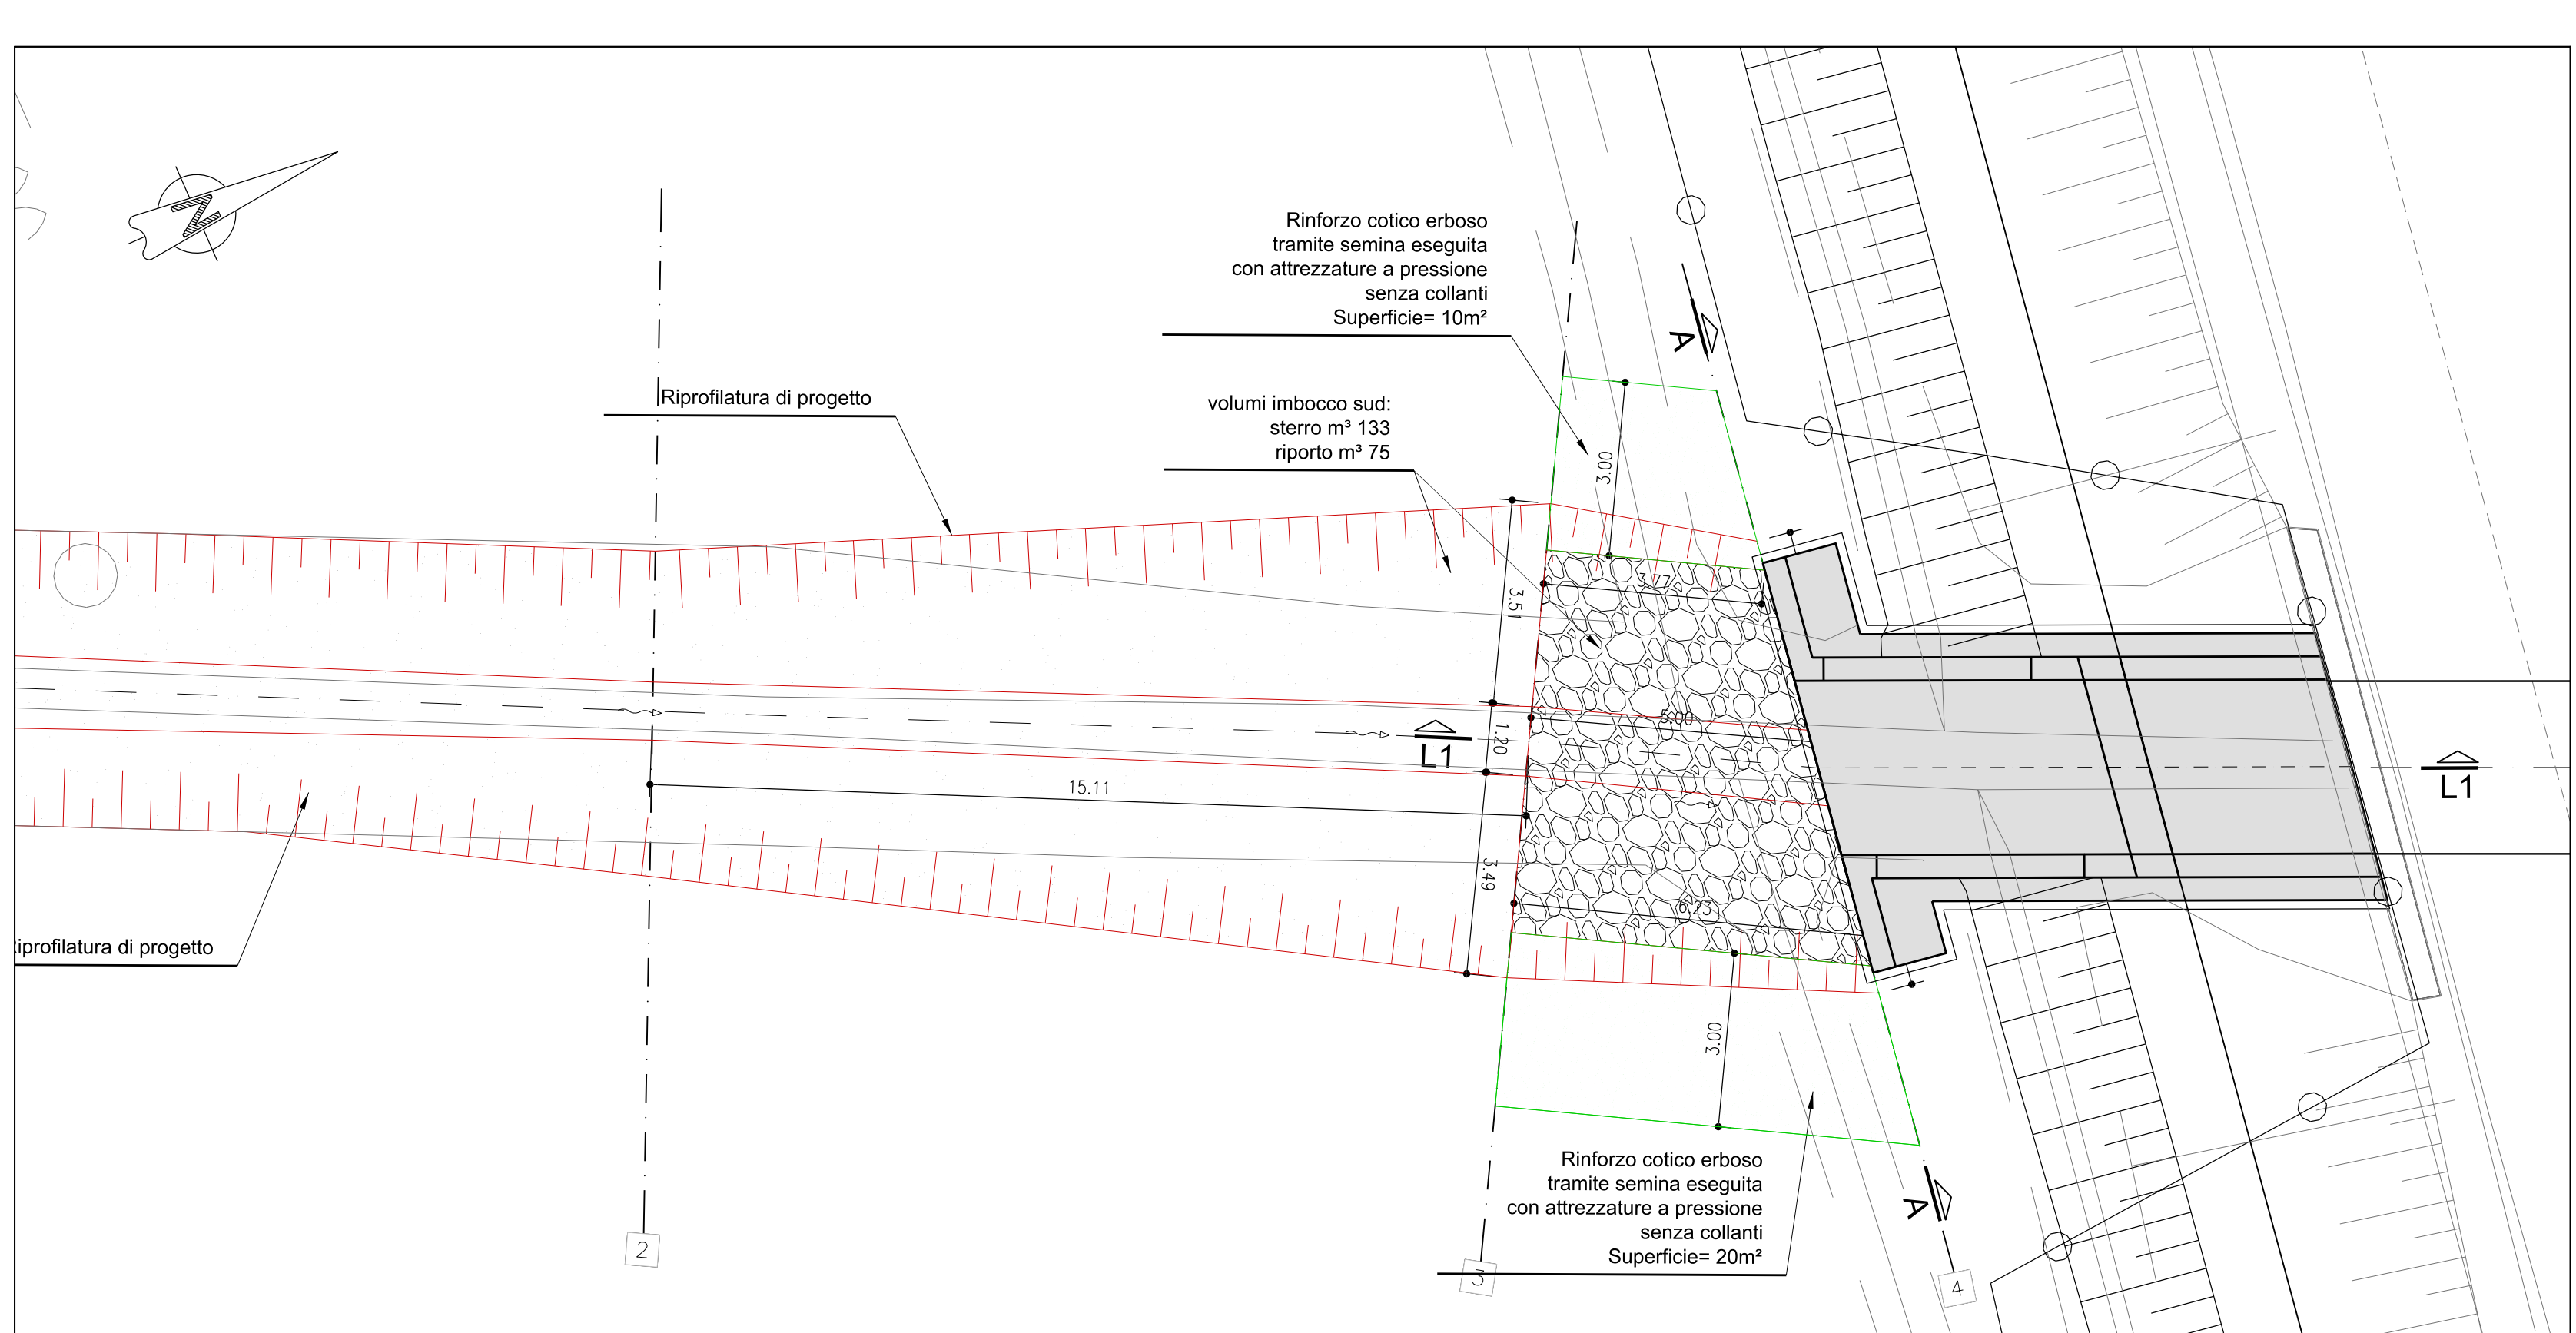 N
Rinforzo cotico erboso
tramite semina eseguita
con attrezzature a pressione
senza collanti
Superficie= 10m²
A
Riprofilatura di progetto
volumi imbocco sud:
sterro m³ 133
riporto m³ 75
3.00
3.77
3.51
5.00
1.20
L1
L1
15.11
3.49
6.23
iprofilatura di progetto
3.00
Rinforzo cotico erboso
tramite semina eseguita
con attrezzature a pressione
senza collanti
Superficie= 20m²
A
2
3
4